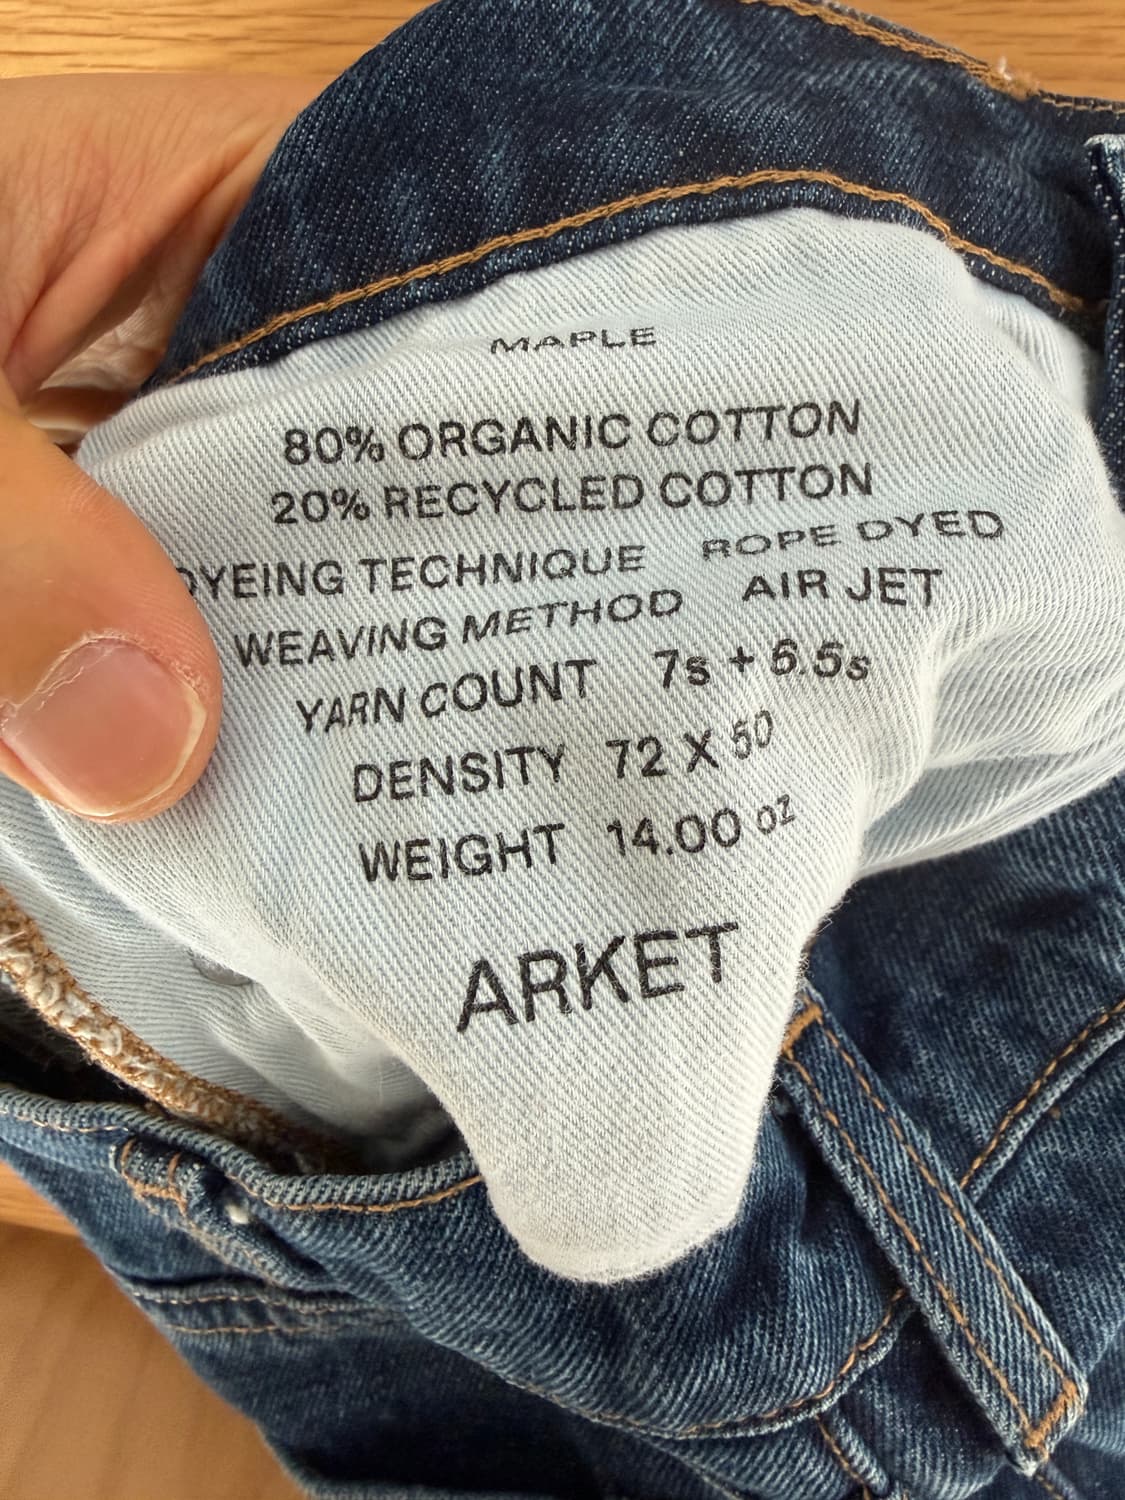 MAPLE
80% ORGANIC COTTON
20% RECYCLED COTTON
DYEING TECHNIQUE ROPE DYED
WEAVING METHOD AIR JET
YARN COUNT 7s + 6.5s
DENSITY 72 X 50
WEIGHT 14.00 oz
ARKET